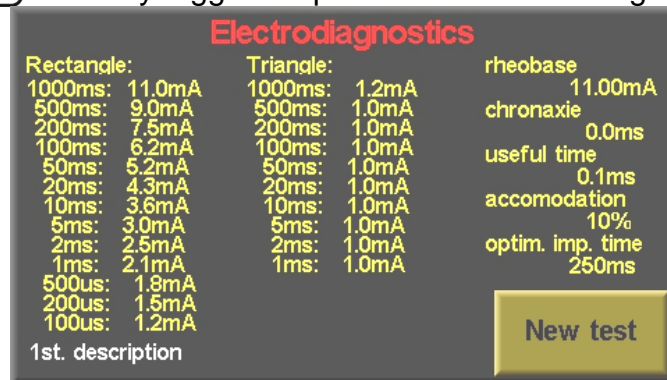 Electrodiagnostics
Rectangle:
1000ms: 11.0mA
500ms: 9.0mA
200ms: 7.5mA
100ms: 6.2mA
50ms: 5.2mA
20ms: 4.3mA
10ms: 3.6mA
5ms: 3.0mA
2ms: 2.5mA
1ms: 2.1mA
500us: 1.8mA
200us: 1.5mA
100us: 1.2mA
1st. description
Triangle:
1000ms: 1.2mA
500ms: 1.0mA
200ms: 1.0mA
100ms: 1.0mA
50ms: 1.0mA
20ms: 1.0mA
10ms: 1.0mA
5ms: 1.0mA
2ms: 1.0mA
1ms: 1.0mA
rheobase
11.00mA
chronaxie
0.0ms
useful time
0.1ms
accomodation
10%
optim. imp. time
250ms
New test